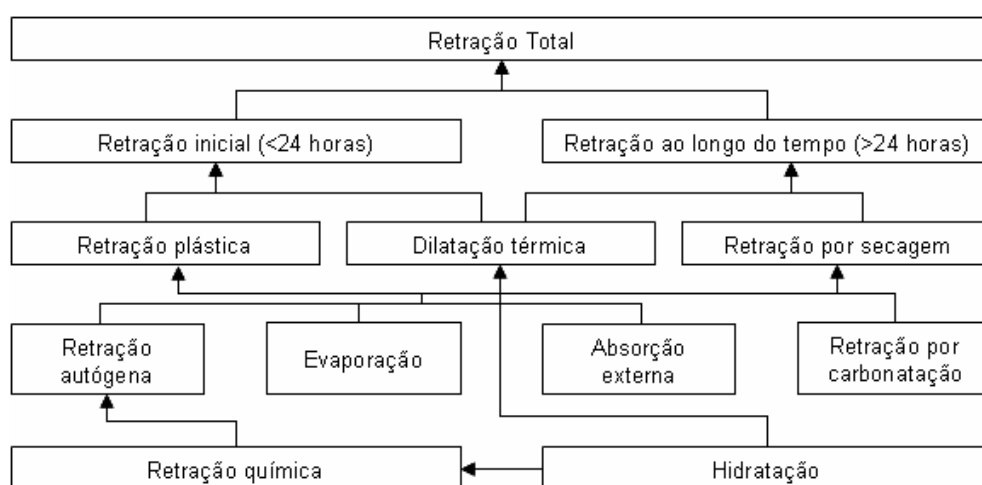 Retração Total
Retração inicial (<24 horas)
Retração ao longo do tempo (>24 horas)
Retração plástica
Dilatação térmica
Retração por secagem
Retração
autógena
Evaporação
Absorção
externa
Retração por
carbonatação
Retração química
Hidratação